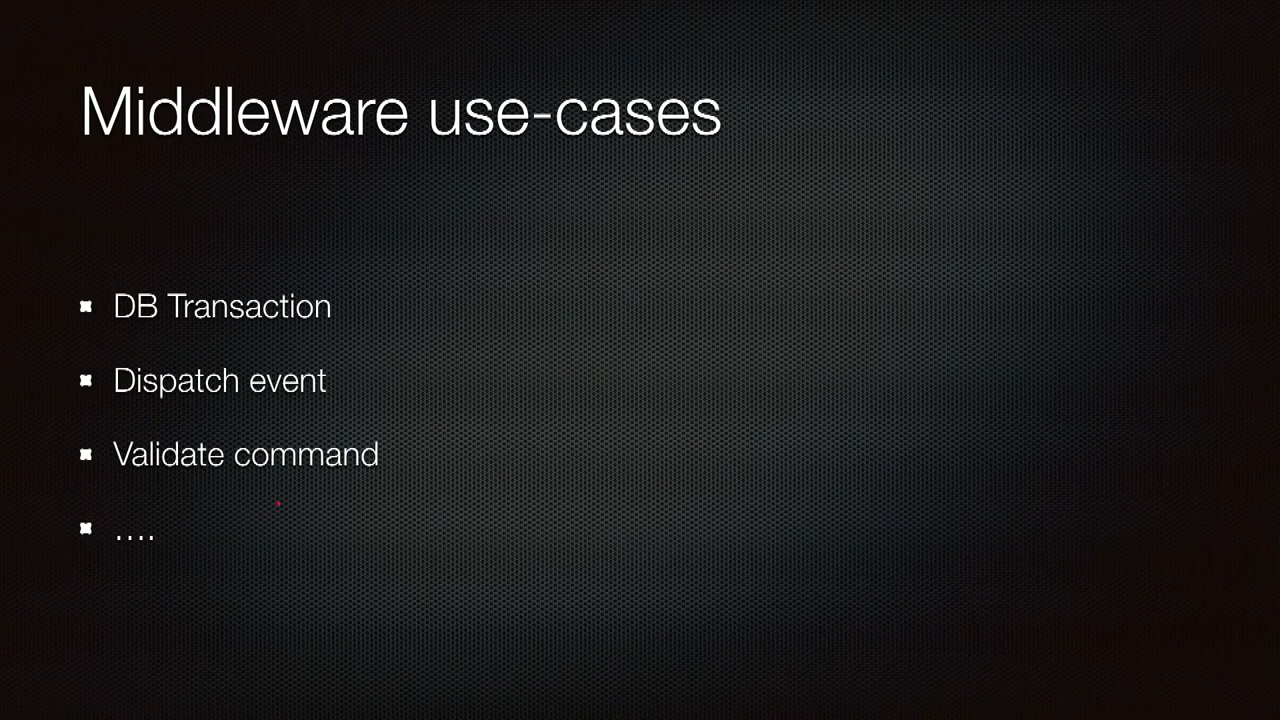 Middleware use-cases
DB Transaction
Dispatch event
Validate command
....